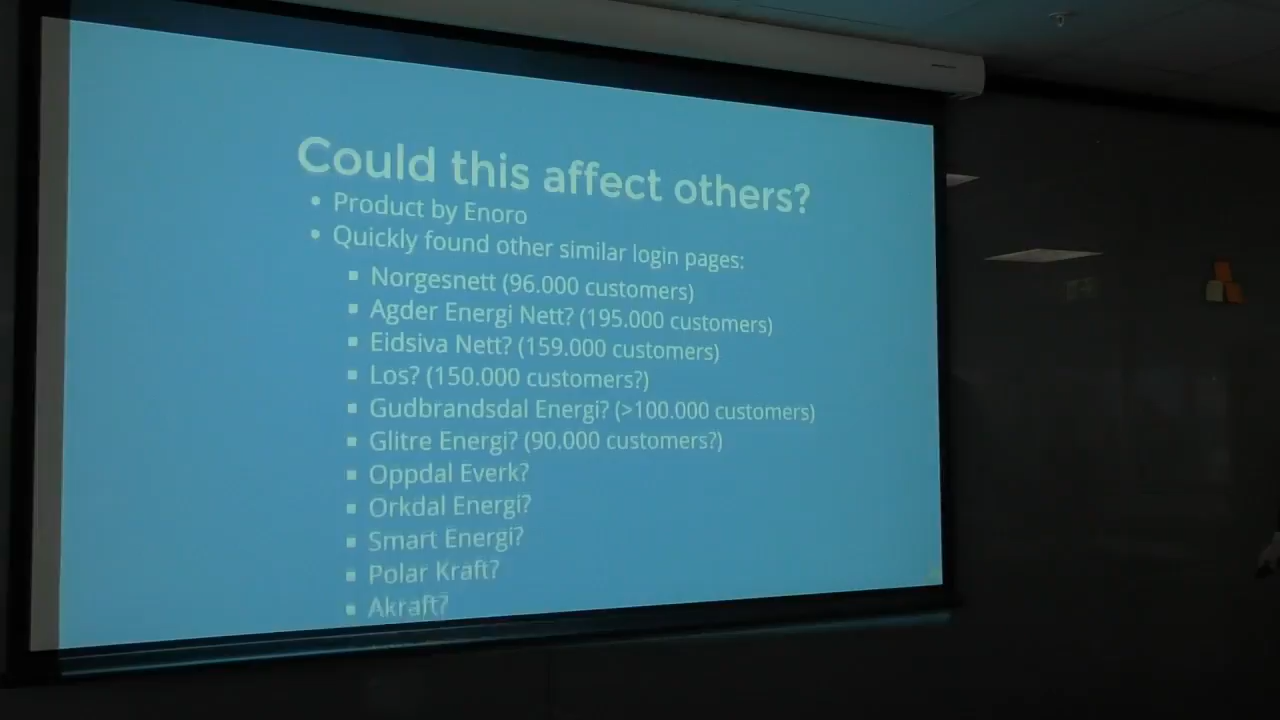 Could this affect others?
• Product by Enoro
• Quickly found other similar login pages:
▪ Norgesnett (96.000 customers)
▪ Agder Energi Nett? (195.000 customers)
▪ Eidsiva Nett? (159.000 customers)
▪ Los? (150.000 customers?)
▪ Gudbrandsdal Energi? (>100.000 customers)
▪ Glitre Energi? (90.000 customers?)
▪ Oppdal Everk?
▪ Orkdal Energi?
▪ Smart Energi?
▪ Polar Kraft?
▪ Akraft?